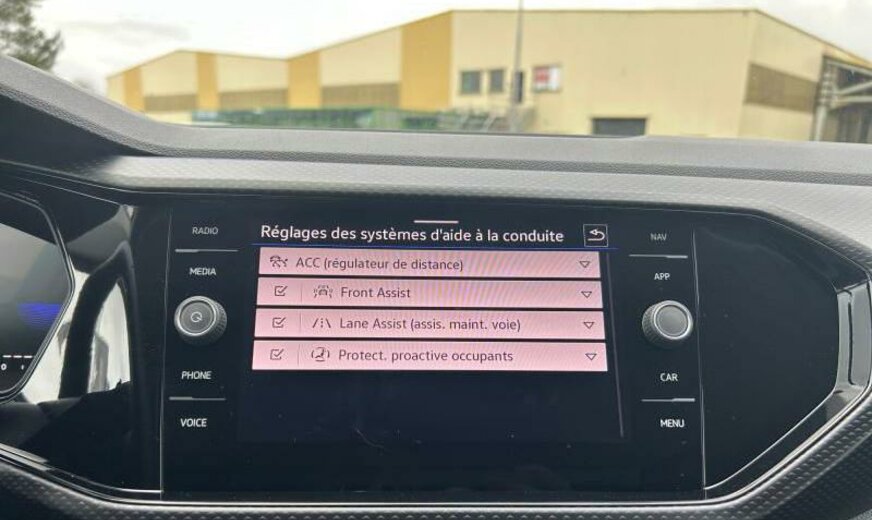 RADIO
MEDIA
PHONE
VOICE
Réglages des systèmes d'aide à la conduite
ACC (régulateur de distance)
Front Assist
Lane Assist (assis. maint. voie)
Protect. proactive occupants
NAV
APP
CAR
MENU